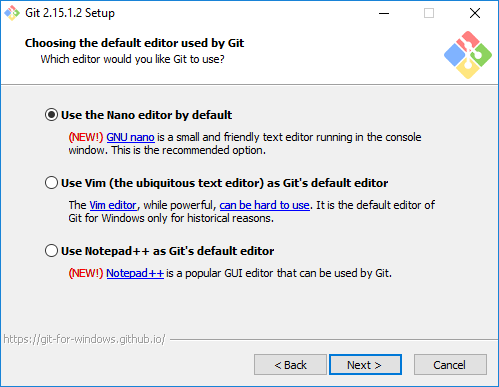 Git 2.15.1.2 Setup
Choosing the default editor used by Git
Which editor would you like Git to use?
Use the Nano editor by default
(NEW!) GNU nano is a small and friendly text editor running in the console
window. This is the recommended option.
Use Vim (the ubiquitous text editor) as Git's default editor
The Vim editor, while powerful, can be hard to use. It is the default editor of
Git for Windows only for historical reasons.
Use Notepad++ as Git's default editor
(NEW!) Notepad++ is a popular GUI editor that can be used by Git.
https://git-for-windows.github.io/
< Back
Next >
Cancel